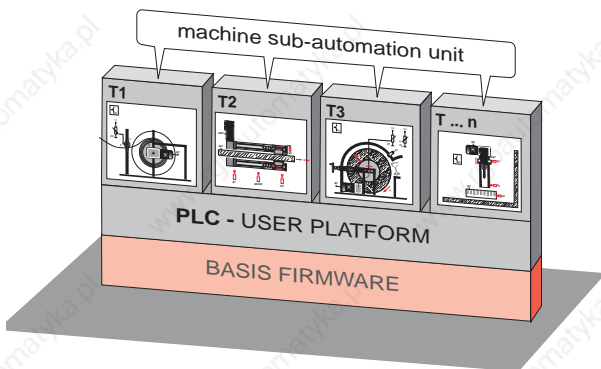 machine sub-automation unit
T1
T2
T3
T ... n
PLC - USER PLATFORM
BASIS FIRMWARE